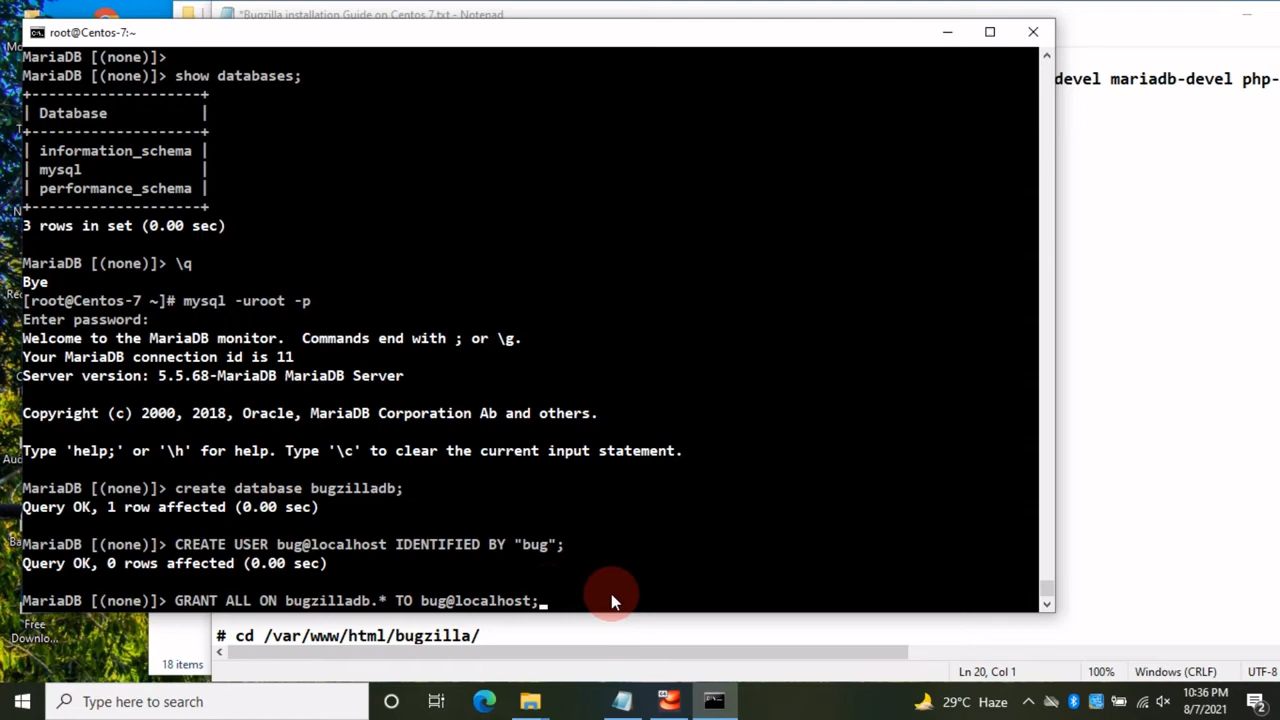 *Bugzilla installation Guide on Centos 7.txt - Notepad
root@Centos-7:~
MariaDB [(none)]>
MariaDB [(none)]> show databases;
+--------------------+
| Database |
+--------------------+
| information_schema |
| mysql |
| performance_schema |
+--------------------+
3 rows in set (0.00 sec)
MariaDB [(none)]> \q
Bye
[root@Centos-7 ~]# mysql -uroot -p
Enter password:
Welcome to the MariaDB monitor. Commands end with ; or \g.
Your MariaDB connection id is 11
Server version: 5.5.68-MariaDB MariaDB Server
Copyright (c) 2000, 2018, Oracle, MariaDB Corporation Ab and others.
Type 'help;' or '\h' for help. Type '\c' to clear the current input statement.
MariaDB [(none)]> create database bugzilladb;
Query OK, 1 row affected (0.00 sec)
MariaDB [(none)]> CREATE USER bug@localhost IDENTIFIED BY "bug";
Query OK, 0 rows affected (0.00 sec)
MariaDB [(none)]> GRANT ALL ON bugzilladb.* TO bug@localhost;
devel mariadb-devel php-
Free
Downlo...
# cd /var/www/html/bugzilla/
18 items
Ln 20, Col 1
100%
Windows (CRLF)
UTF-8
Type here to search
29°C Haze
10:36 PM
8/7/2021
2